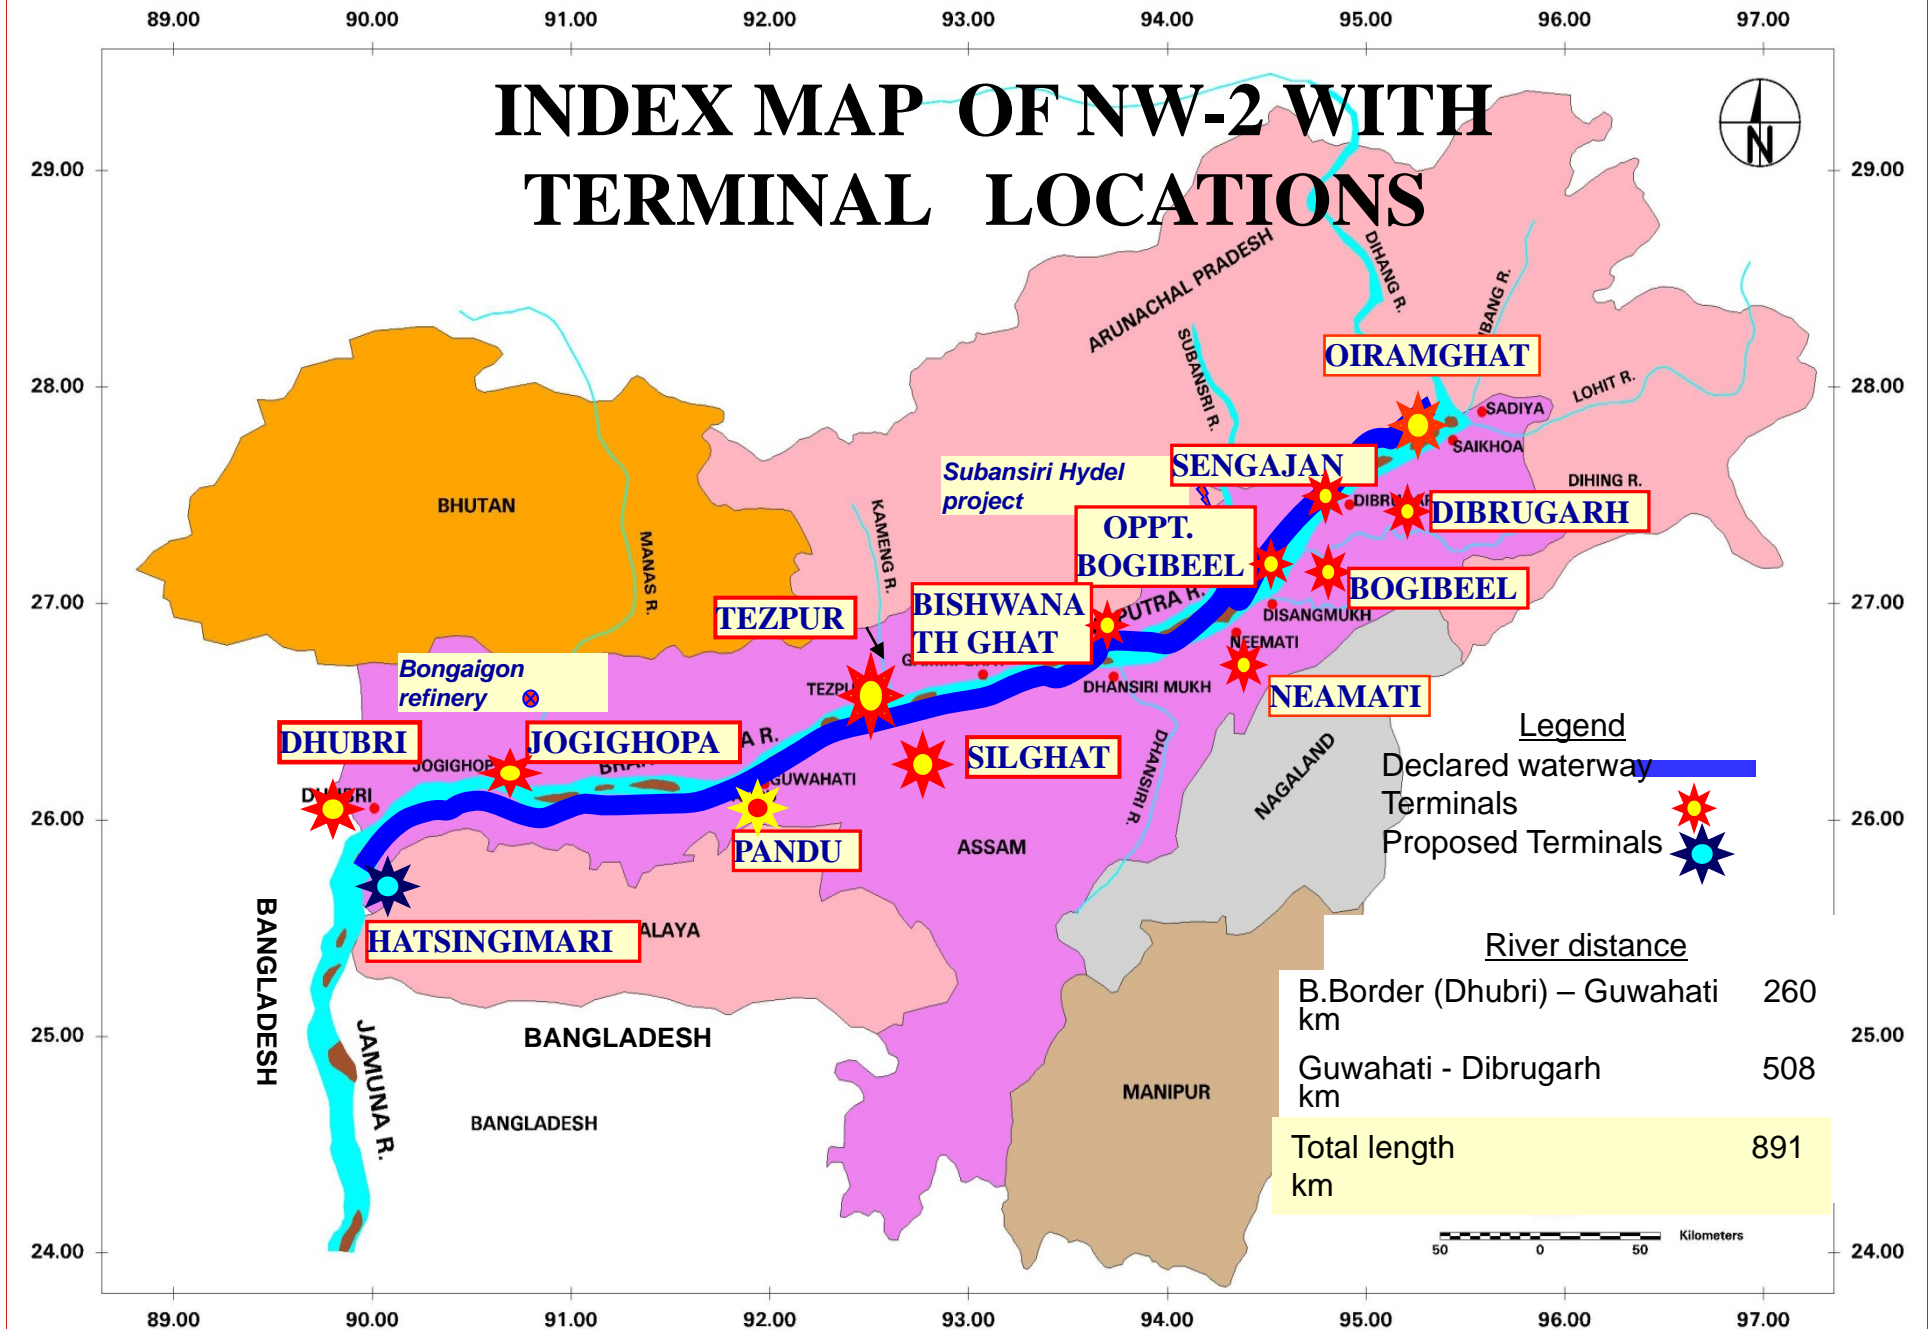 89.00 90.00 91.00 92.00 93.00 94.00 95.00 96.00 97.00
INDEX MAP OF NW-2 WITH
TERMINAL LOCATIONS
N
29.00 29.00
ARUNACHAL PRADESH
DIHANG R.
SUBANSRI R.
OIRAMGHAT
28.00 28.00
LOHIT R.
SADIYA
SAIKHOA
Subansiri Hydel
project
SENGAJAN
DIHING R.
DIBRUGARH
BHUTAN
KAMENG R.
MANAS R.
OPPT.
BOGIBEEL
BOGIBEEL
27.00 27.00
TEZPUR
BISHWANA
TH GHAT
PUTRA R.
DISANGMUKH
NEEMATI
Bongaigon
refinery
DHANSIRI MUKH
NEAMATI
DHUBRI
JOGIGHOPA
A R.
SILGHAT
DHANSIRI R.
NAGALAND
GUWAHATI
26.00 26.00
PANDU
ASSAM
Legend
Declared waterway
Terminals
Proposed Terminals
HATSINGIMARI
ALAYA
BANGLADESH
JAMUNA R.
BANGLADESH
BANGLADESH
MANIPUR
River distance
B.Border (Dhubri) – Guwahati 260
km
25.00 25.00
Guwahati - Dibrugarh 508
km
Total length 891
km
50 0 50 Kilometers
24.00 24.00
89.00 90.00 91.00 92.00 93.00 94.00 95.00 96.00 97.00